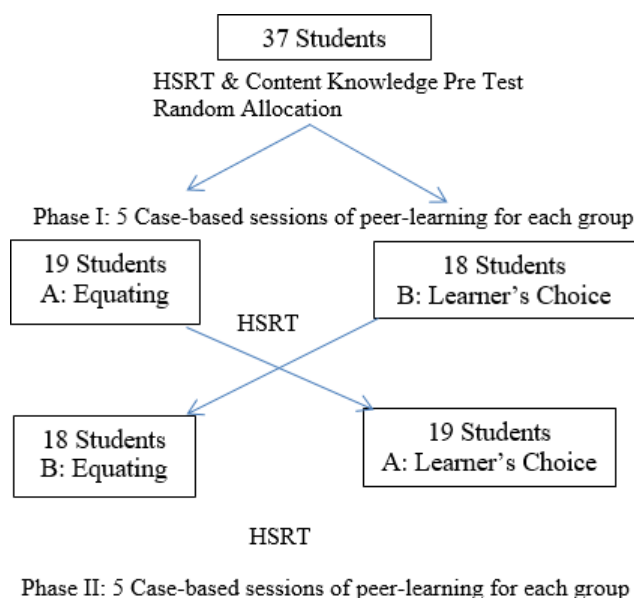 37 Students
HSRT & Content Knowledge Pre Test
Random Allocation
Phase I: 5 Case-based sessions of peer-learning for each group
19 Students
A: Equating
18 Students
B: Learner’s Choice
HSRT
18 Students
B: Equating
19 Students
A: Learner’s Choice
HSRT
Phase II: 5 Case-based sessions of peer-learning for each group